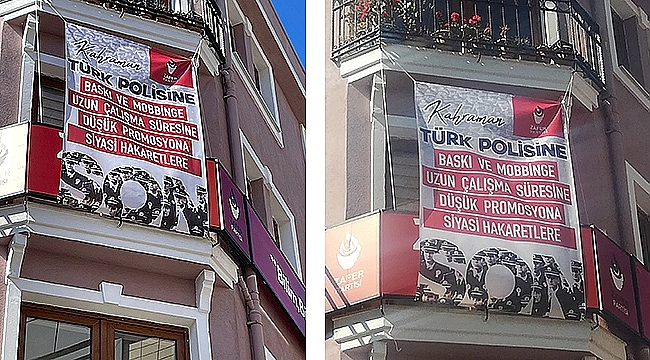 Kahraman
TÜRK POLİSİNE
BASKI VE MOBBİNGE
UZUN ÇALIŞMA SÜRESİNE
DÜŞÜK PROMOSYONA
SİYASİ HAKARETLERE
SON
Kahraman
ZAFER
TÜRK POLİSİNE
BASKI VE MOBBİNGE
UZUN ÇALIŞMA SÜRESİNE
DÜŞÜK PROMOSYONA
SİYASİ HAKARETLERE
SON
ZAFER
PARTİSİ